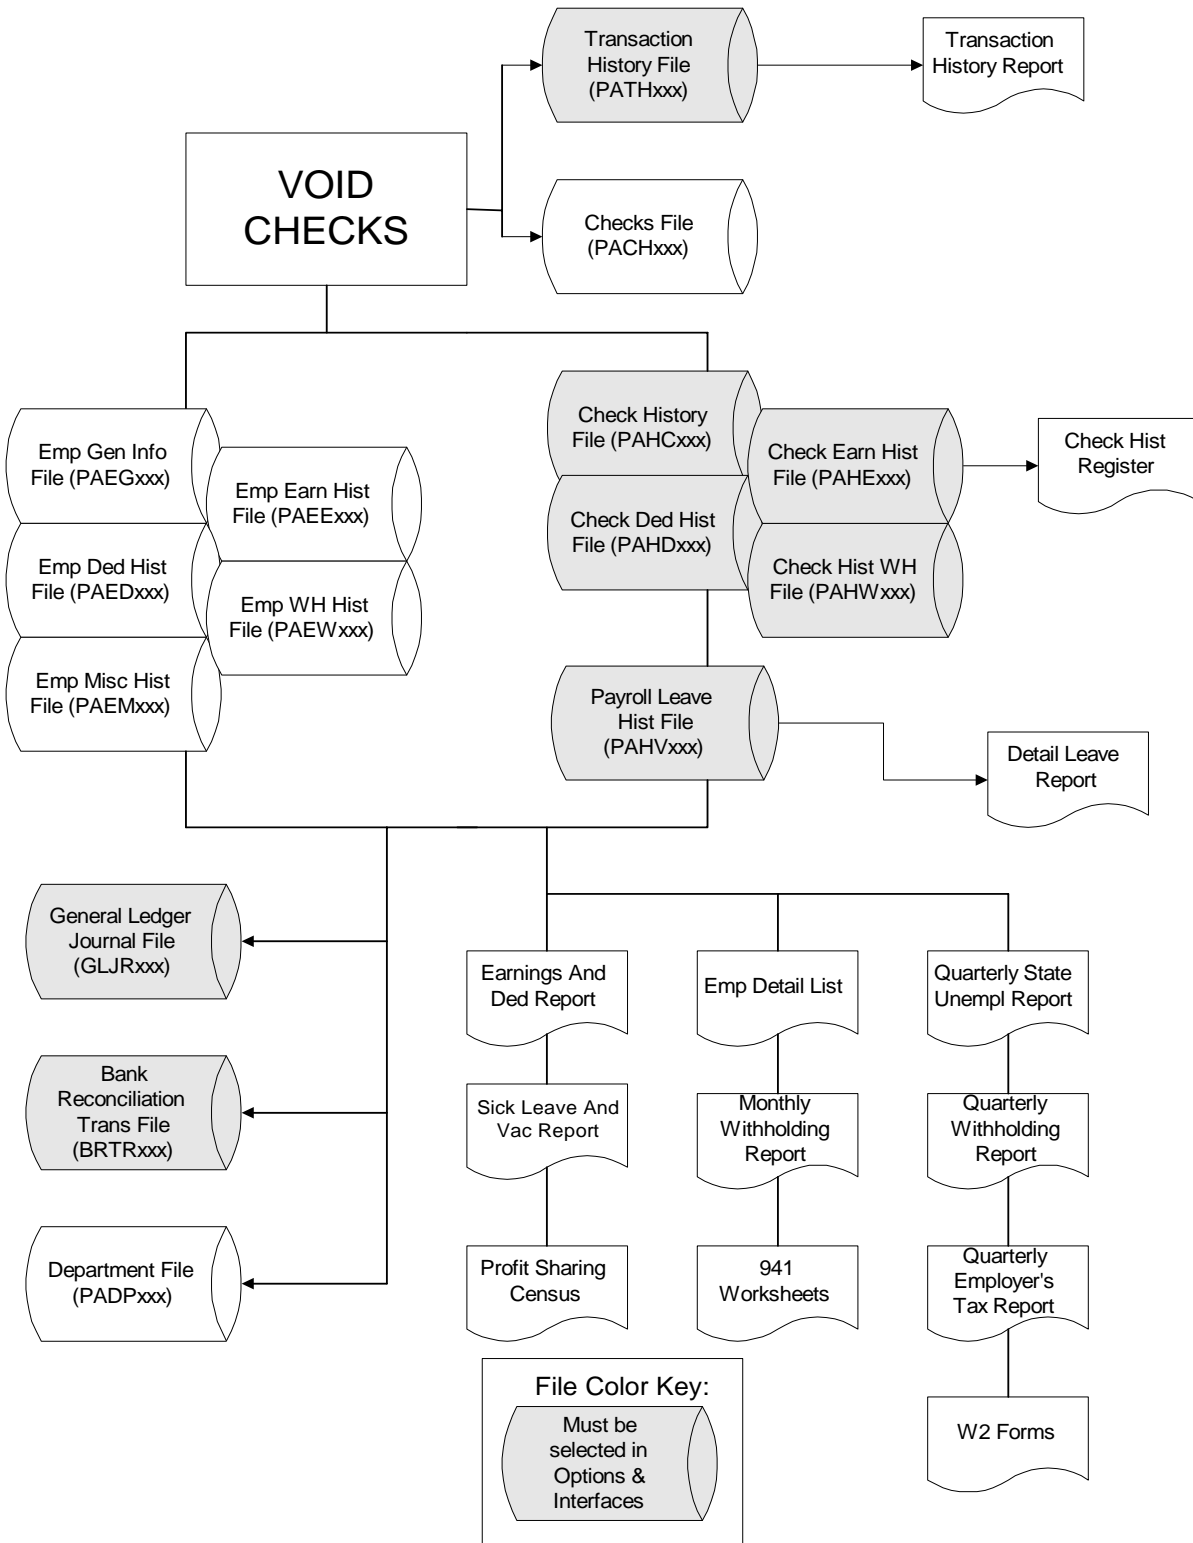 Transaction
History File
(PATHxxx)
Transaction
History Report
VOID
CHECKS
Checks File
(PACHxxx)
Emp Gen Info
File (PAEGxxx)
Emp Earn Hist
File (PAEExxx)
Emp Ded Hist
File (PAEDxxx)
Emp WH Hist
File (PAEWxxx)
Emp Misc Hist
File (PAEMxxx)
Check History
File (PAHCxxx)
Check Earn Hist
File (PAHExxx)
Check Ded Hist
File (PAHDxxx)
Check Hist WH
File (PAHWxxx)
Check Hist
Register
Payroll Leave
Hist File
(PAHVxxx)
Detail Leave
Report
General Ledger
Journal File
(GLJRxxx)
Bank
Reconciliation
Trans File
(BRTRxxx)
Department File
(PADPxxx)
Earnings And
Ded Report
Emp Detail List
Quarterly State
Unempl Report
Sick Leave And
Vac Report
Monthly
Withholding
Report
Quarterly
Withholding
Report
Profit Sharing
Census
941
Worksheets
Quarterly
Employer's
Tax Report
W2 Forms
File Color Key:
Must be
selected in
Options &
Interfaces